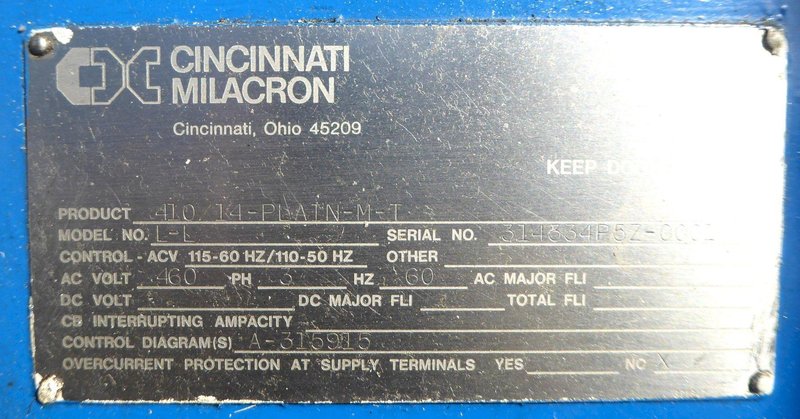 CINCINNATI
MILACRON
Cincinnati, Ohio 45209
KEEP
PRODUCT 410/14-PLAIN-M-T
MODEL NO. L-L SERIAL NO.
CONTROL - ACV 115-60 HZ/110-50 HZ OTHER
AC VOLT 460 PH 3 HZ 60 AC MAJOR FLI
DC VOLT DC MAJOR FLI TOTAL FLI
CB INTERRUPTING AMPACITY
CONTROL DIAGRAM(S) A-315915
OVERCURRENT PROTECTION AT SUPPLY TERMINALS YES NO X